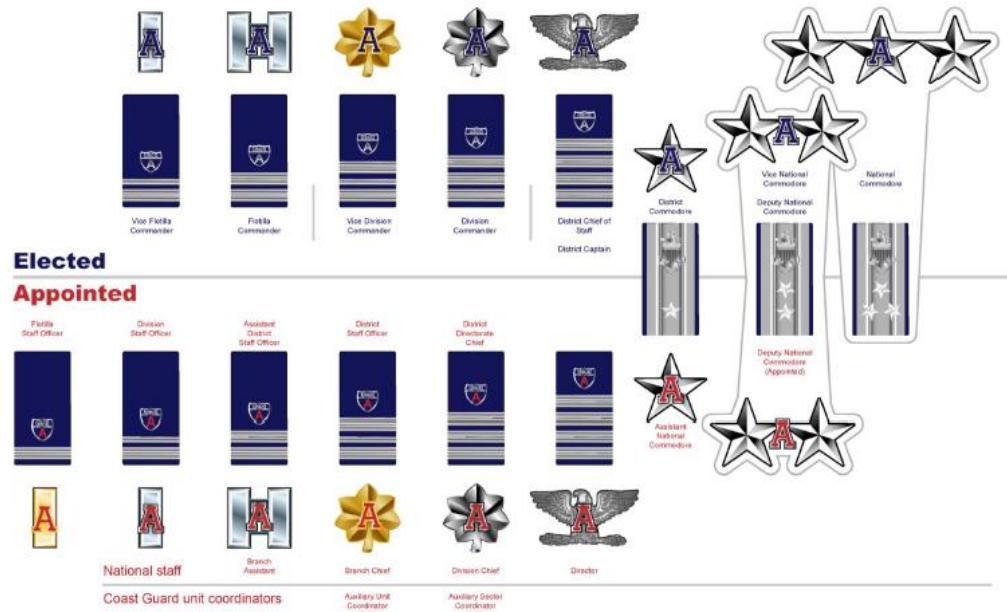 A
A
A
A
A
A
A
A
Vice Flotilla
Commander
Flotilla
Commander
Vice Division
Commander
Division
Commander
District Chief of
Staff
District Captain
District
Commodore
Vice National
Commodore
Deputy National
Commodore
National
Commodore
Elected
Appointed
Flotilla
Staff Officer
Division
Staff Officer
Assistant
District
Staff Officer
District
Staff Officer
District
Directorate
Chief
Deputy National
Commodore
(Appointed)
Assistant
National
Commodore
A
A
A
A
A
A
A
A
National staff
Branch
Assistant
Branch Chief
Division Chief
Director
Coast Guard unit coordinators
Auxiliary Unit
Coordinator
Auxiliary Sector
Coordinator